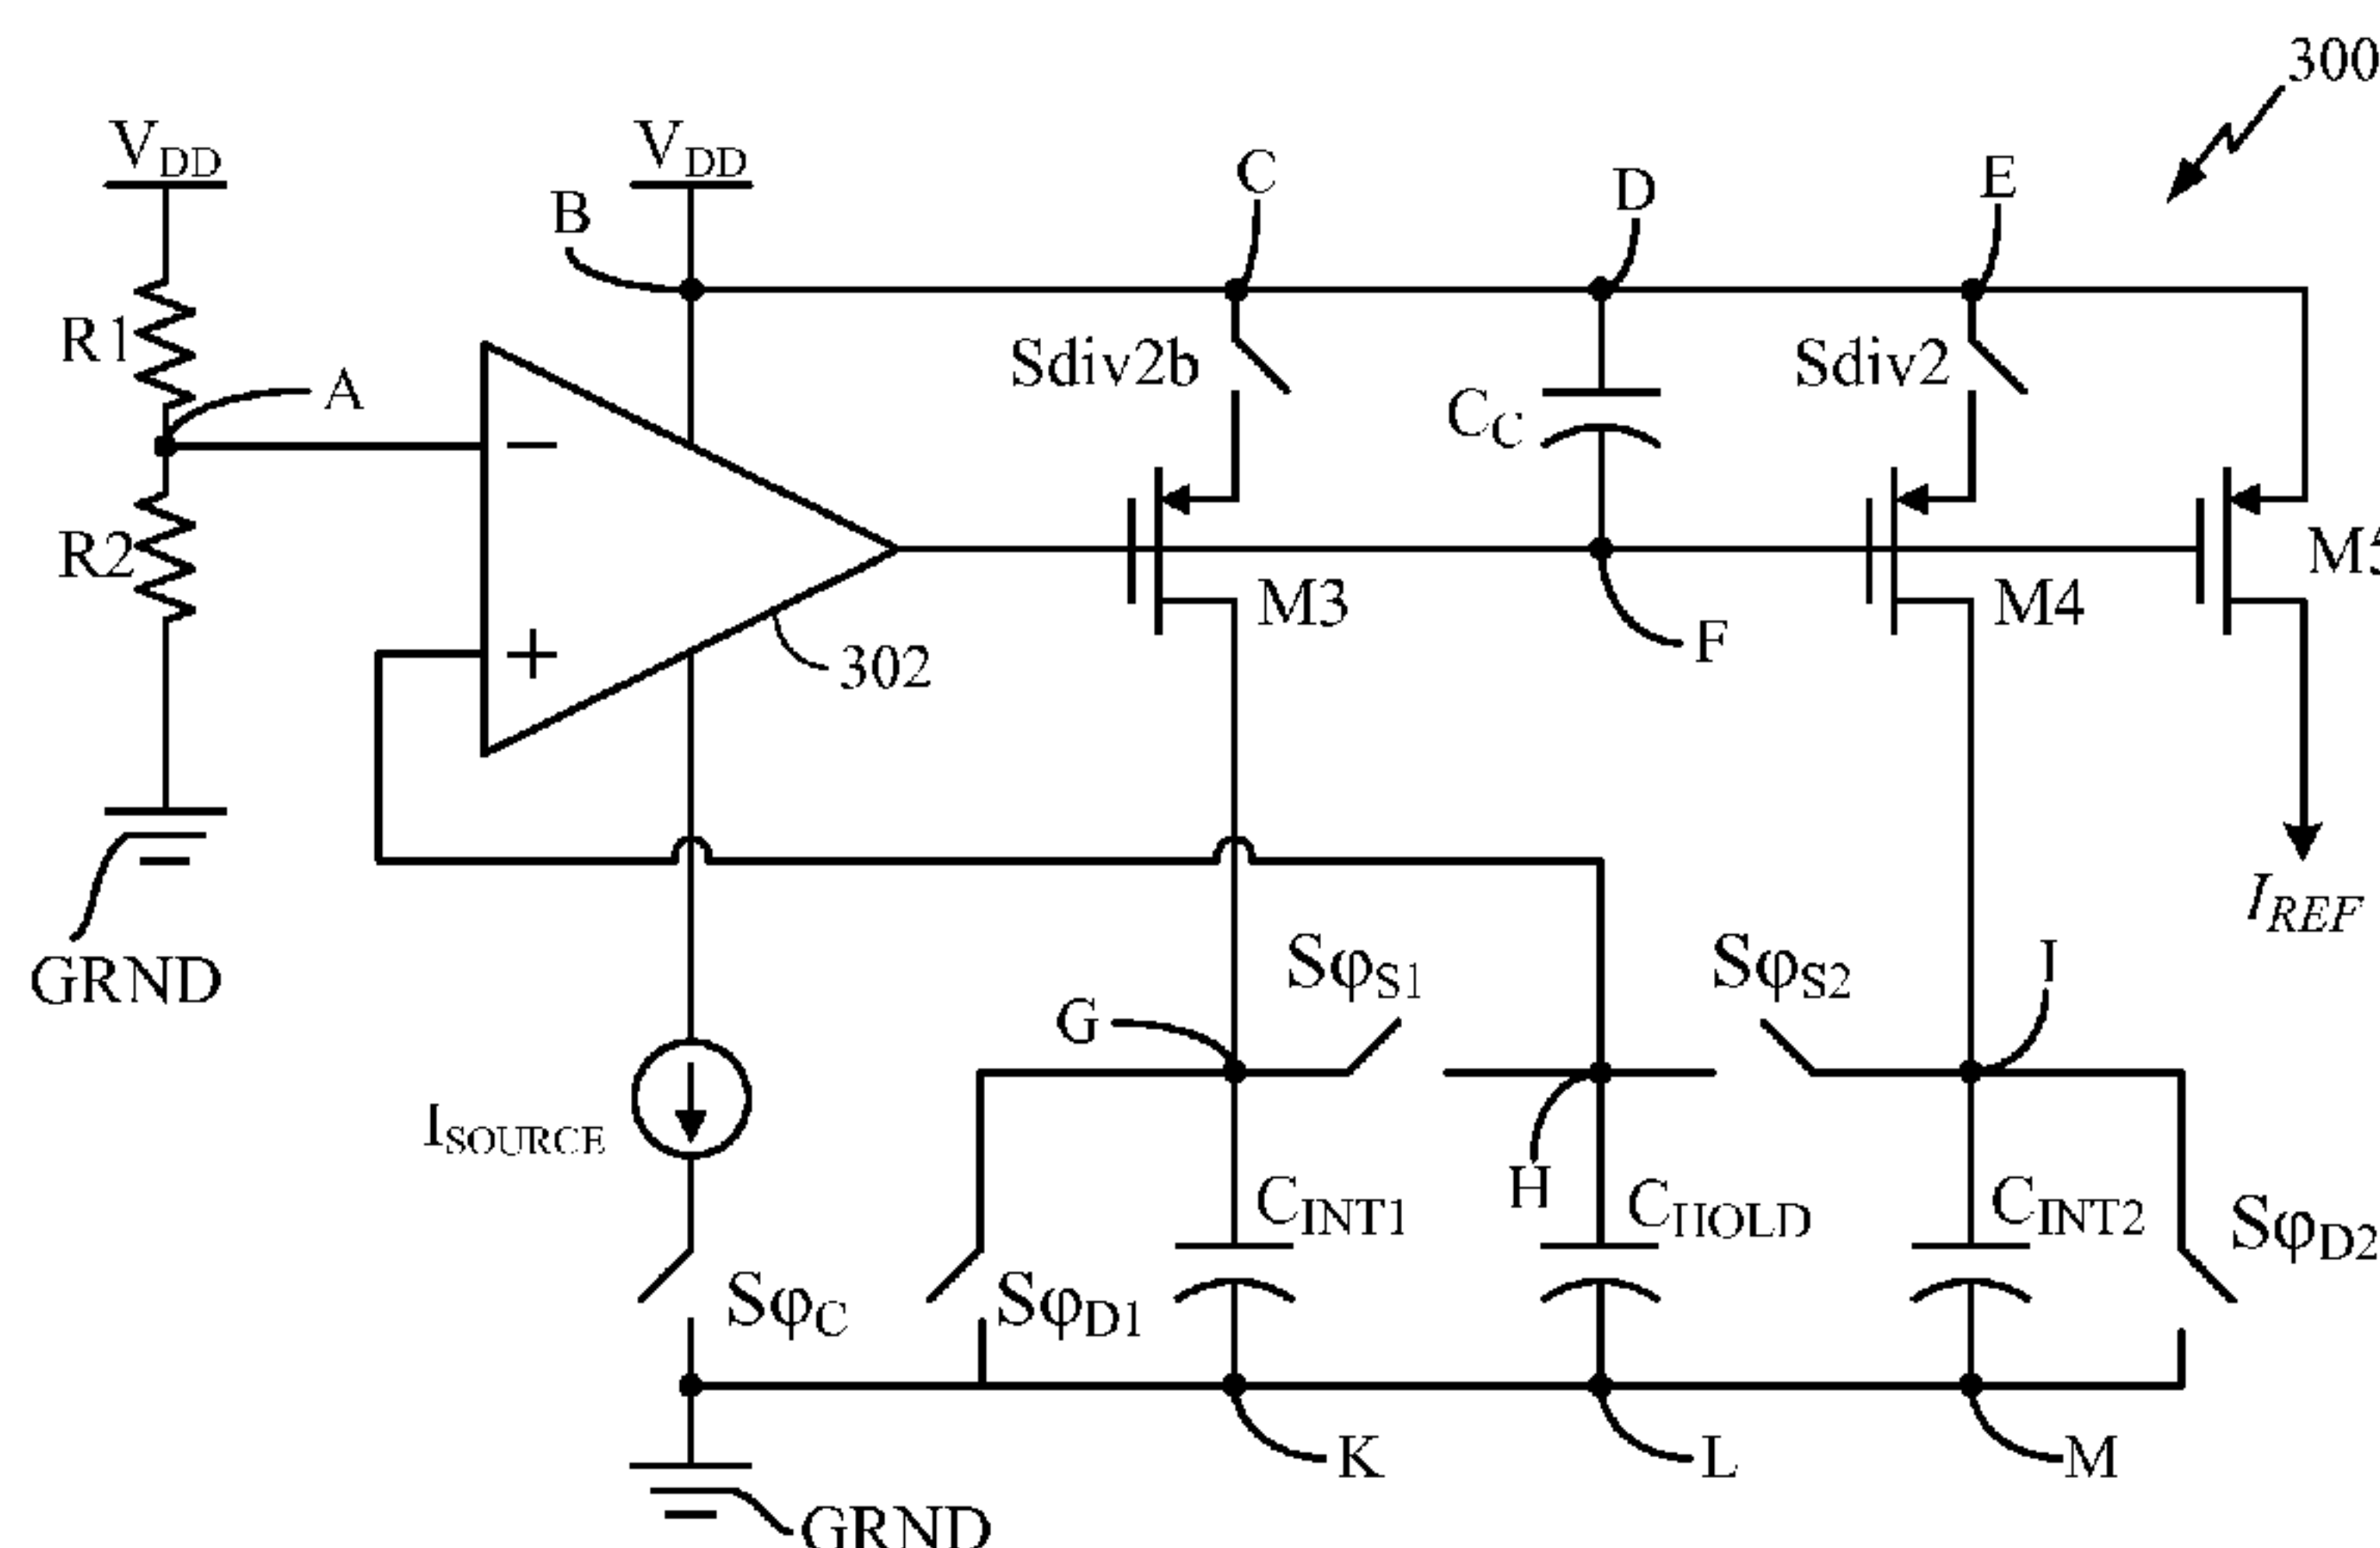 300
VDD
VDD
B
C
D
E
R1
A
Sdiv2b
CC
Sdiv2
−
R2
M3
M4
M5
+
302
F
GRND
IREF
SφS1
SφS2
I
G
ISOURCE
H
CINT1
CHOLD
CINT2
SφD2
SφC
SφD1
K
L
M
GRND